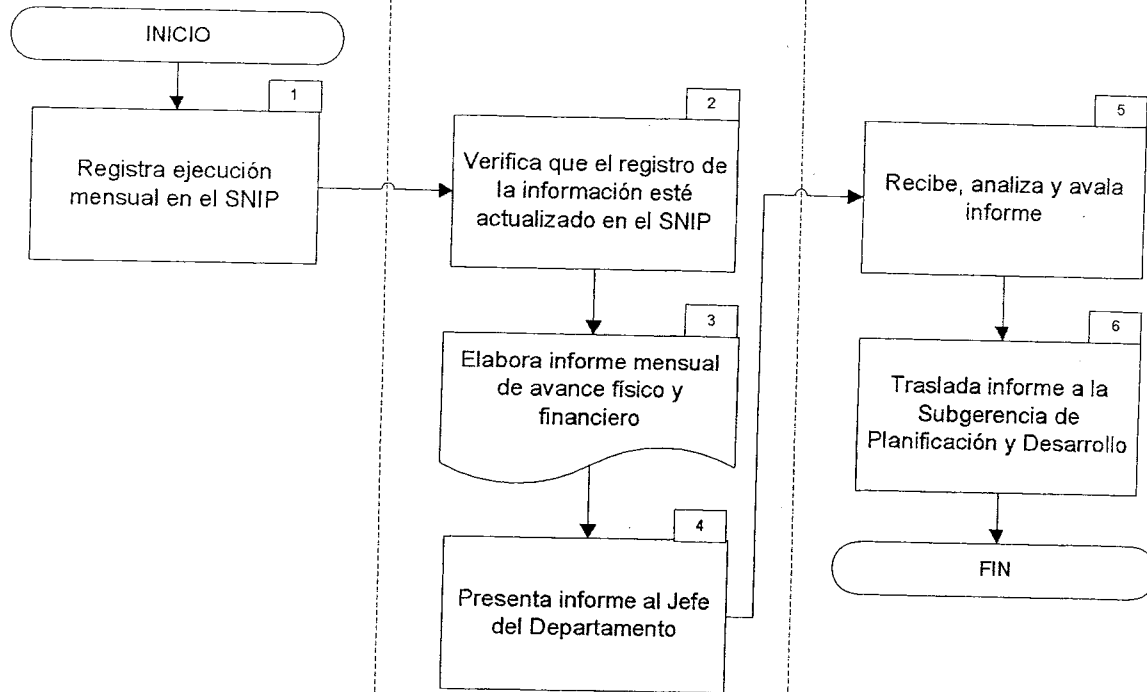 INICIO
1
Registra ejecución
mensual en el SNIP
2
Verifica que el registro de
la información esté
actualizado en el SNIP
3
Elabora informe mensual
de avance físico y
financiero
4
Presenta informe al Jefe
del Departamento
5
Recibe, analiza y avala
informe
6
Traslada informe a la
Subgerencia de
Planificación y Desarrollo
FIN